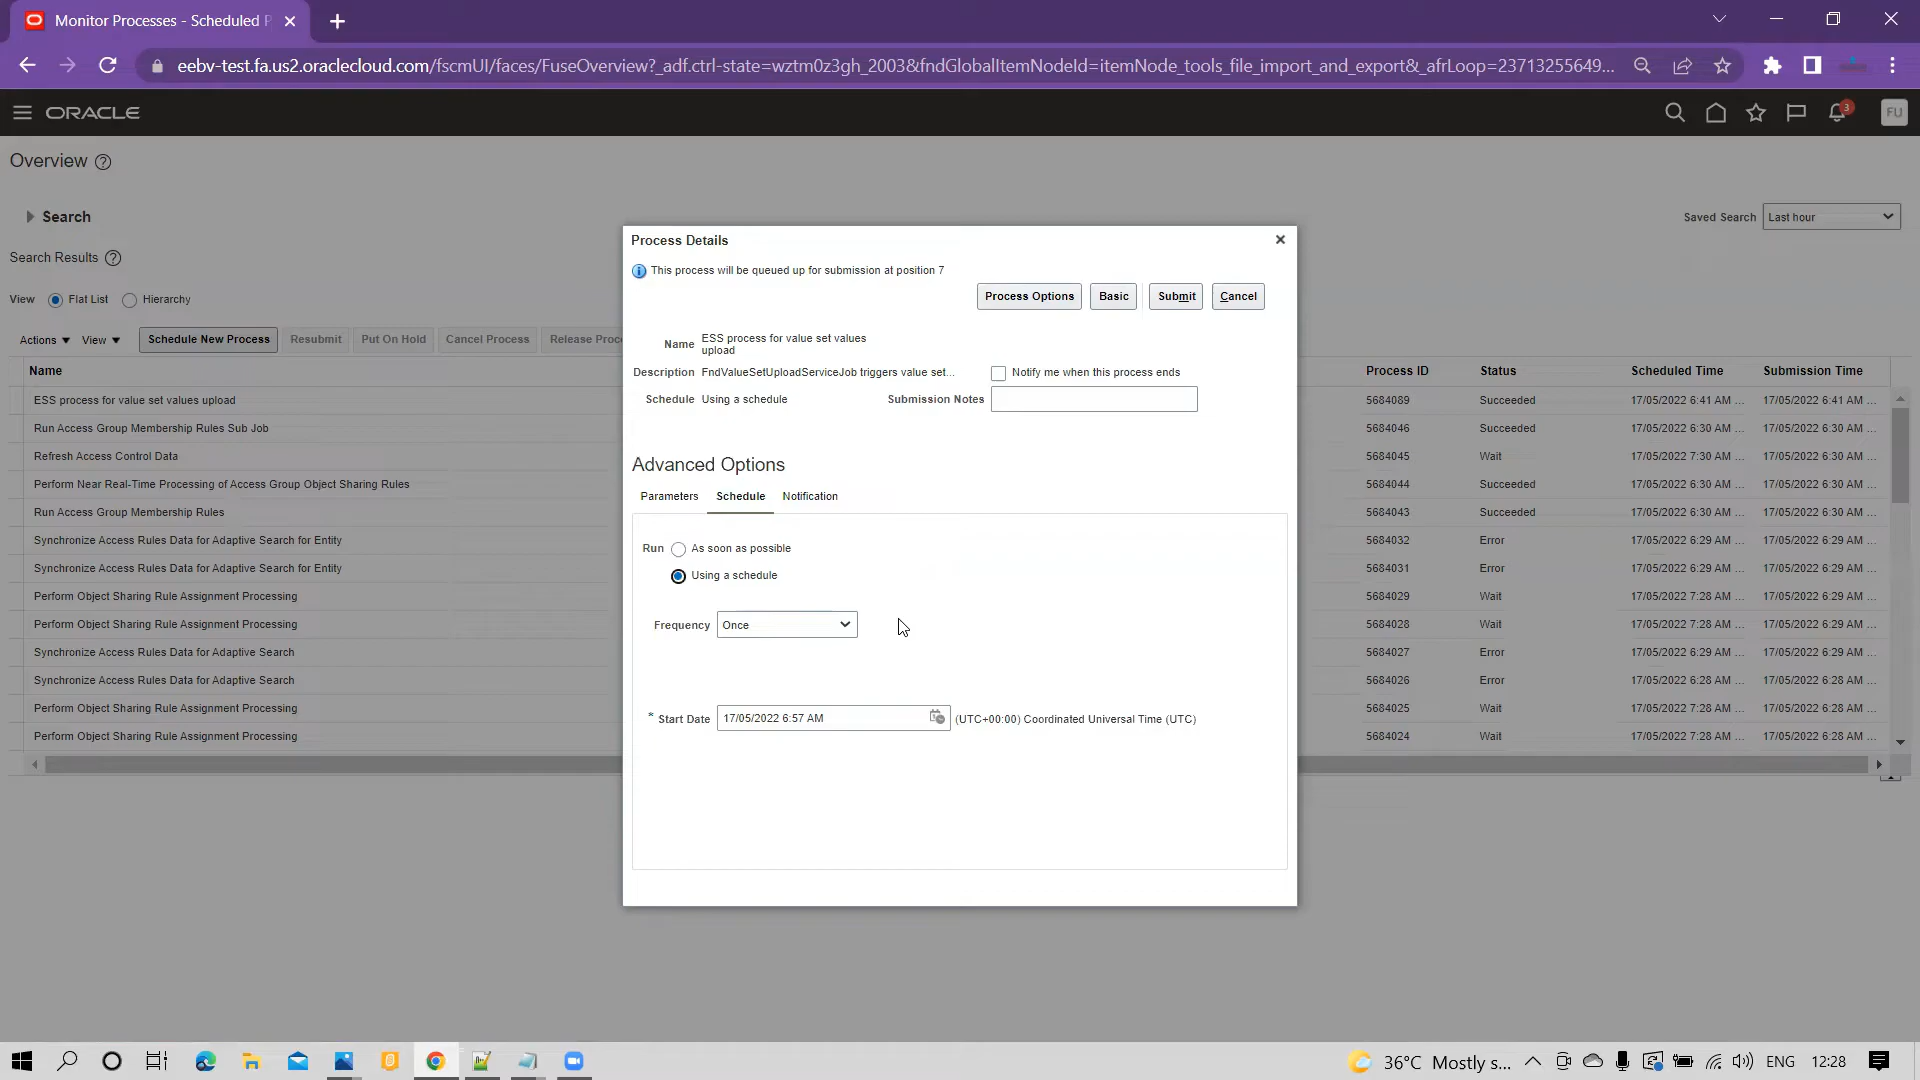 Monitor Processes - Scheduled P
eebv-test.fa.us2.oraclecloud.com/fscmUI/faces/FuseOverview?_adf.ctrl-state=wztm0z3gh_2003&fndGlobalItemNodeId=itemNode_tools_file_import_and_export&_afrLoop=23713255649...
ORACLE
3
FU
Overview
Search
Saved Search Last hour
Search Results
View Flat List Hierarchy
Actions View Schedule New Process Resubmit Put On Hold Cancel Process Release Proc
Name Process ID Status Scheduled Time Submission Time
ESS process for value set values upload 5684089 Succeeded 17/05/2022 6:41 AM ... 17/05/2022 6:41 AM ...
Run Access Group Membership Rules Sub Job 5684046 Succeeded 17/05/2022 6:30 AM ... 17/05/2022 6:30 AM ...
Refresh Access Control Data 5684045 Wait 17/05/2022 7:30 AM ... 17/05/2022 6:30 AM ...
Perform Near Real-Time Processing of Access Group Object Sharing Rules 5684044 Succeeded 17/05/2022 6:30 AM ... 17/05/2022 6:30 AM ...
Run Access Group Membership Rules 5684043 Succeeded 17/05/2022 6:30 AM ... 17/05/2022 6:30 AM ...
Synchronize Access Rules Data for Adaptive Search for Entity 5684032 Error 17/05/2022 6:29 AM ... 17/05/2022 6:29 AM ...
Synchronize Access Rules Data for Adaptive Search for Entity 5684031 Error 17/05/2022 6:29 AM ... 17/05/2022 6:29 AM ...
Perform Object Sharing Rule Assignment Processing 5684029 Wait 17/05/2022 7:28 AM ... 17/05/2022 6:29 AM ...
Perform Object Sharing Rule Assignment Processing 5684028 Wait 17/05/2022 7:28 AM ... 17/05/2022 6:29 AM ...
Synchronize Access Rules Data for Adaptive Search 5684027 Error 17/05/2022 6:29 AM ... 17/05/2022 6:29 AM ...
Synchronize Access Rules Data for Adaptive Search 5684026 Error 17/05/2022 6:28 AM ... 17/05/2022 6:28 AM ...
Perform Object Sharing Rule Assignment Processing 5684025 Wait 17/05/2022 7:28 AM ... 17/05/2022 6:28 AM ...
Perform Object Sharing Rule Assignment Processing 5684024 Wait 17/05/2022 7:28 AM ... 17/05/2022 6:28 AM ...
Process Details
This process will be queued up for submission at position 7
Process Options Basic Submit Cancel
Name ESS process for value set values
upload
Description FndValueSetUploadServiceJob triggers value set... Notify me when this process ends
Schedule Using a schedule Submission Notes
Advanced Options
Parameters Schedule Notification
Run As soon as possible
Using a schedule
Frequency Once
* Start Date 17/05/2022 6:57 AM (UTC+00:00) Coordinated Universal Time (UTC)
36°C Mostly s... ENG 12:28